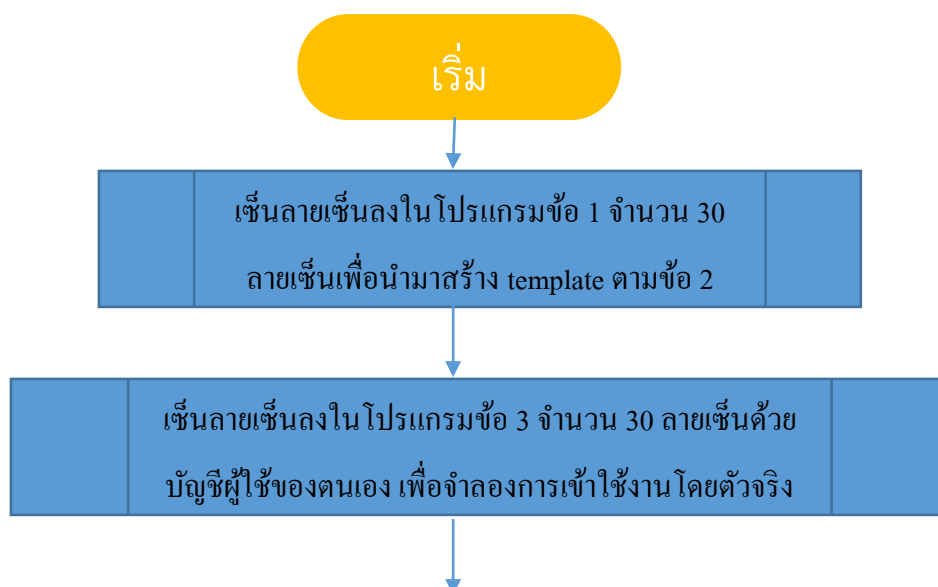 เริ่ม
เซ็นลายเซ็นลงในโปรแกรมข้อ 1 จำนวน 30
ลายเซ็นเพื่อนำมาสร้าง template ตามข้อ 2
เซ็นลายเซ็นลงในโปรแกรมข้อ 3 จำนวน 30 ลายเซ็นด้วย
บัญชีผู้ใช้ของตนเอง เพื่อจำลองการเข้าใช้งานโดยตัวจริง